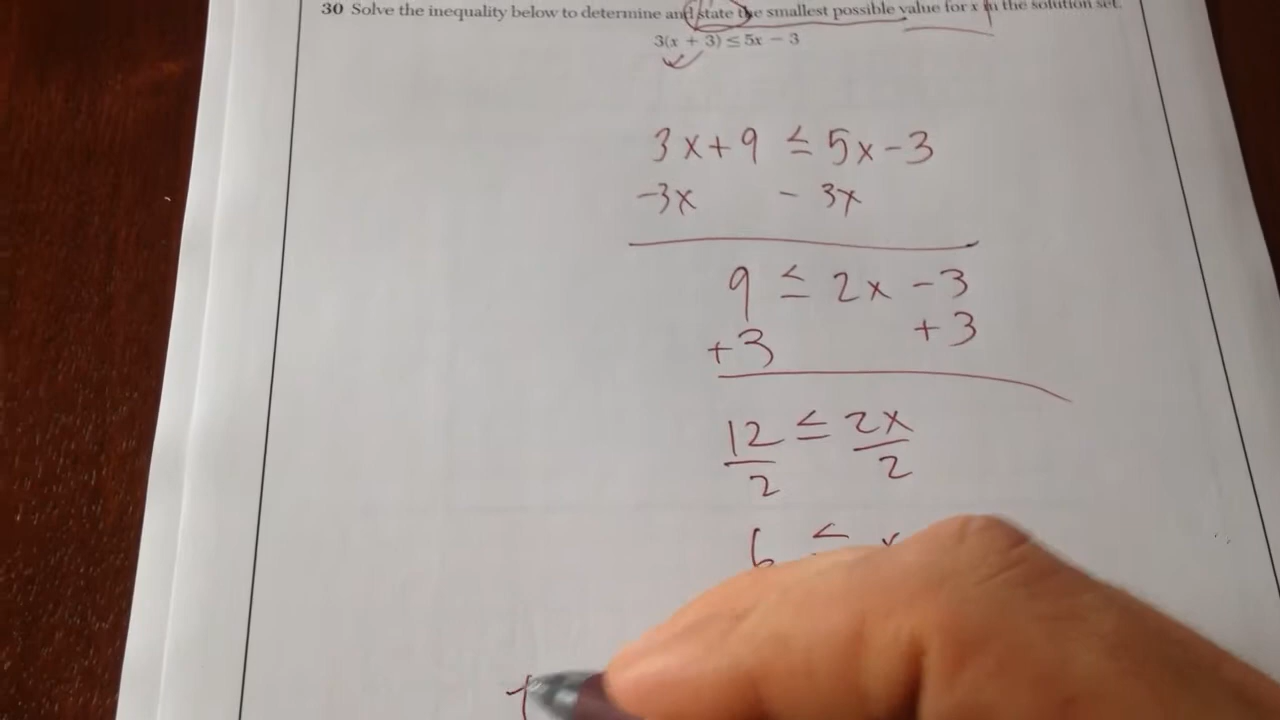 30 Solve the inequality below to determine and state the smallest possible value for x in the solution set.
3(x + 3) ≤ 5x − 3
3x+9 ≤ 5x-3
-3x - 3x
9 ≤ 2x -3
+3 +3
12 ≤ 2x
2 2
6 ≤ x